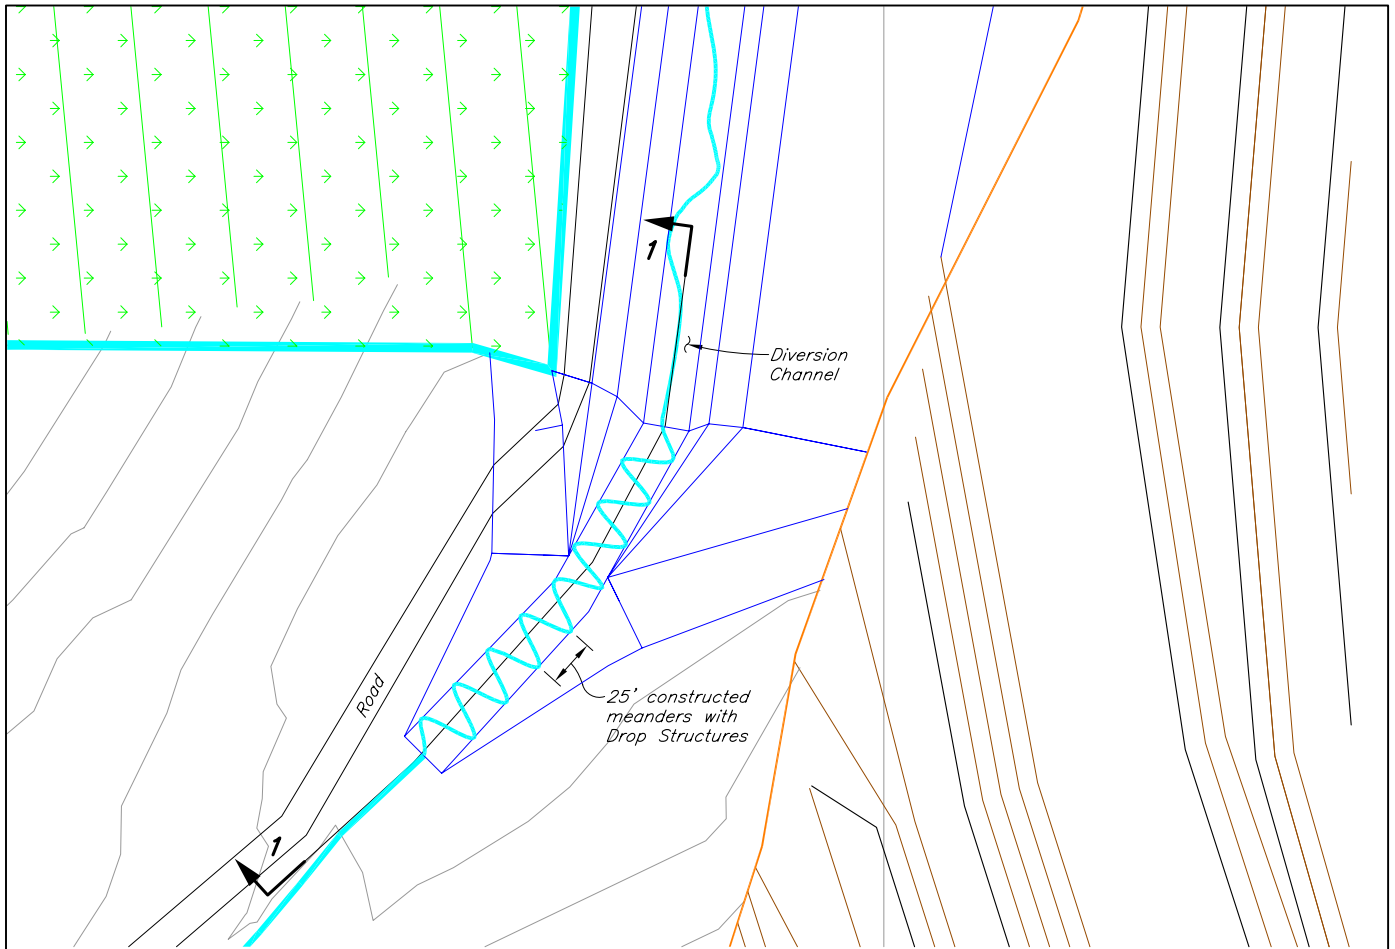 1
Diversion
Channel
Road
25' constructed
meanders with
Drop Structures
1